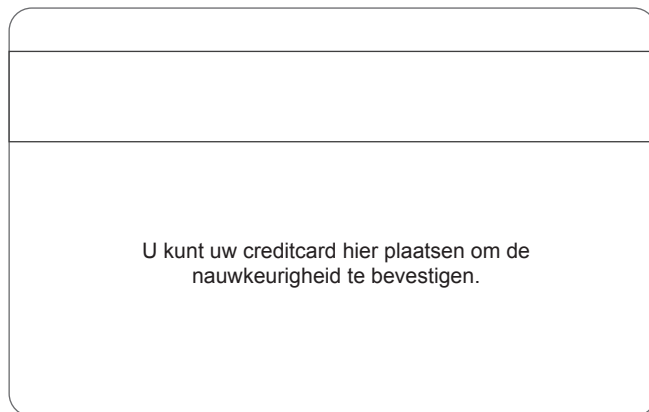 U kunt uw creditcard hier plaatsen om de
nauwkeurigheid te bevestigen.